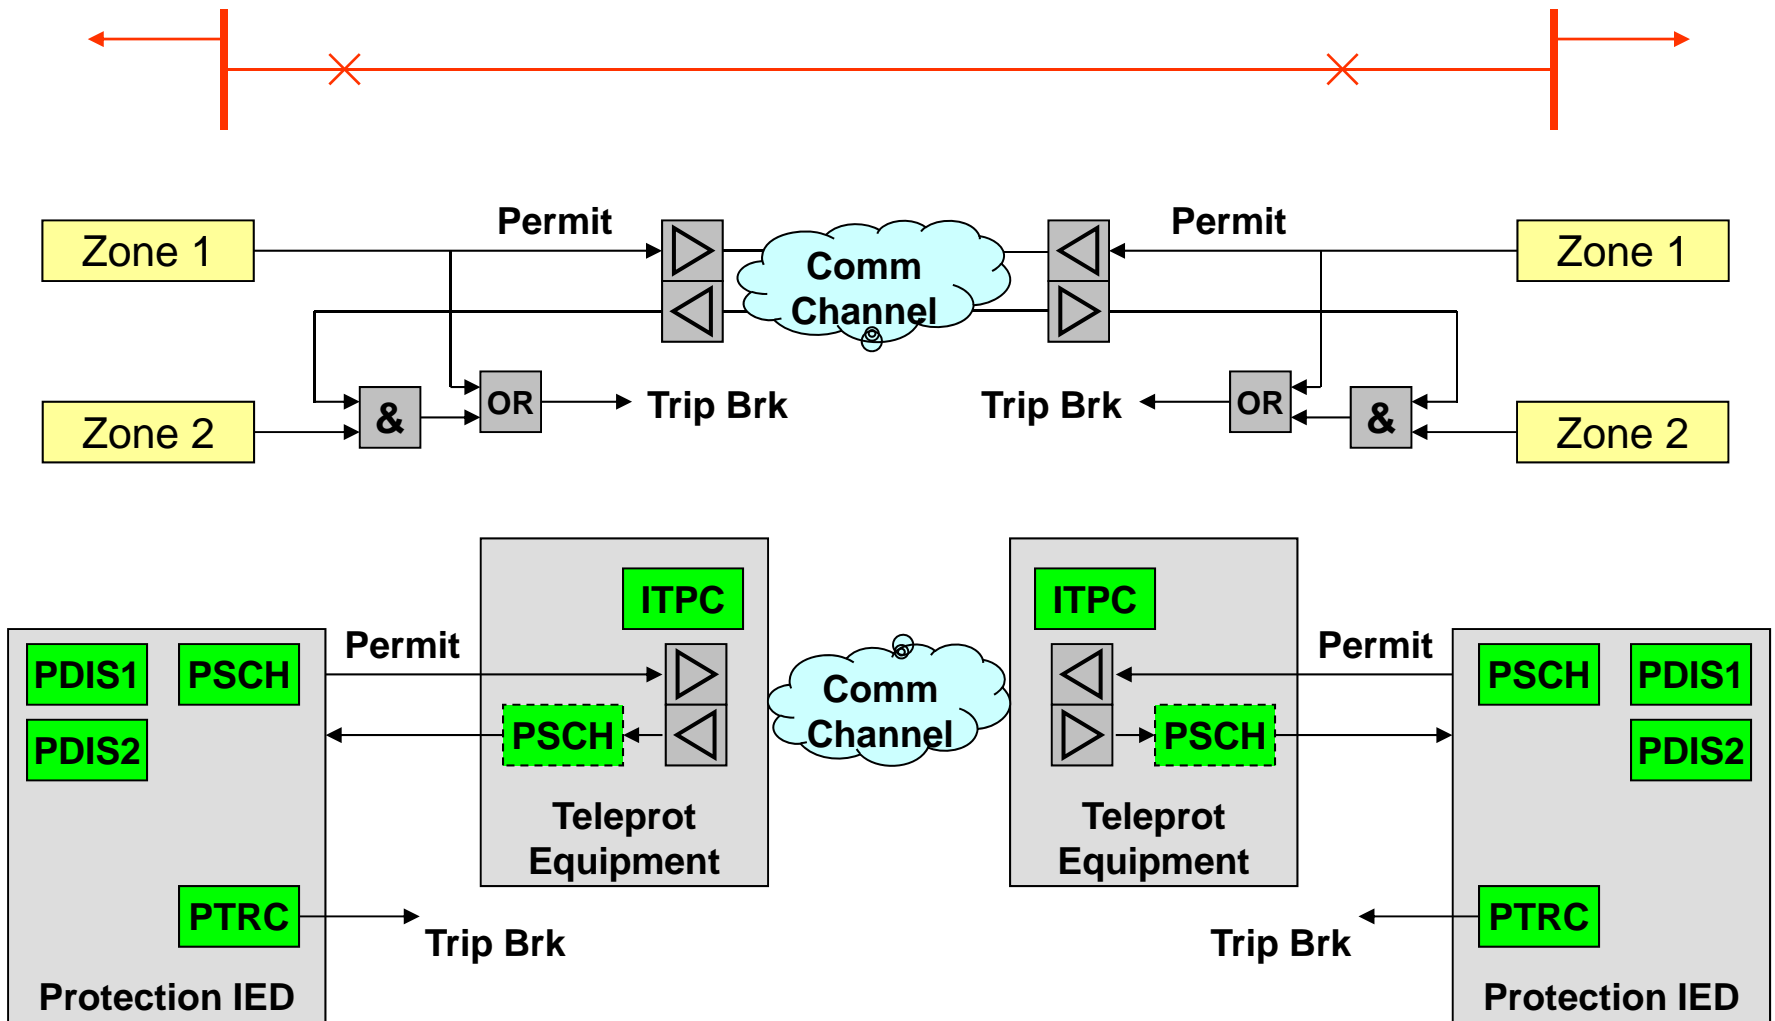 Permit
Permit
Zone 1
Comm
Channel
Zone 1
Zone 2
&
OR
Trip Brk
Trip Brk
OR
&
Zone 2
ITPC
ITPC
PDIS1
PSCH
Permit
Comm
Channel
Permit
PSCH
PDIS1
PDIS2
PSCH
PSCH
PDIS2
Teleprot
Equipment
Teleprot
Equipment
PTRC
Trip Brk
Trip Brk
PTRC
Protection IED
Protection IED